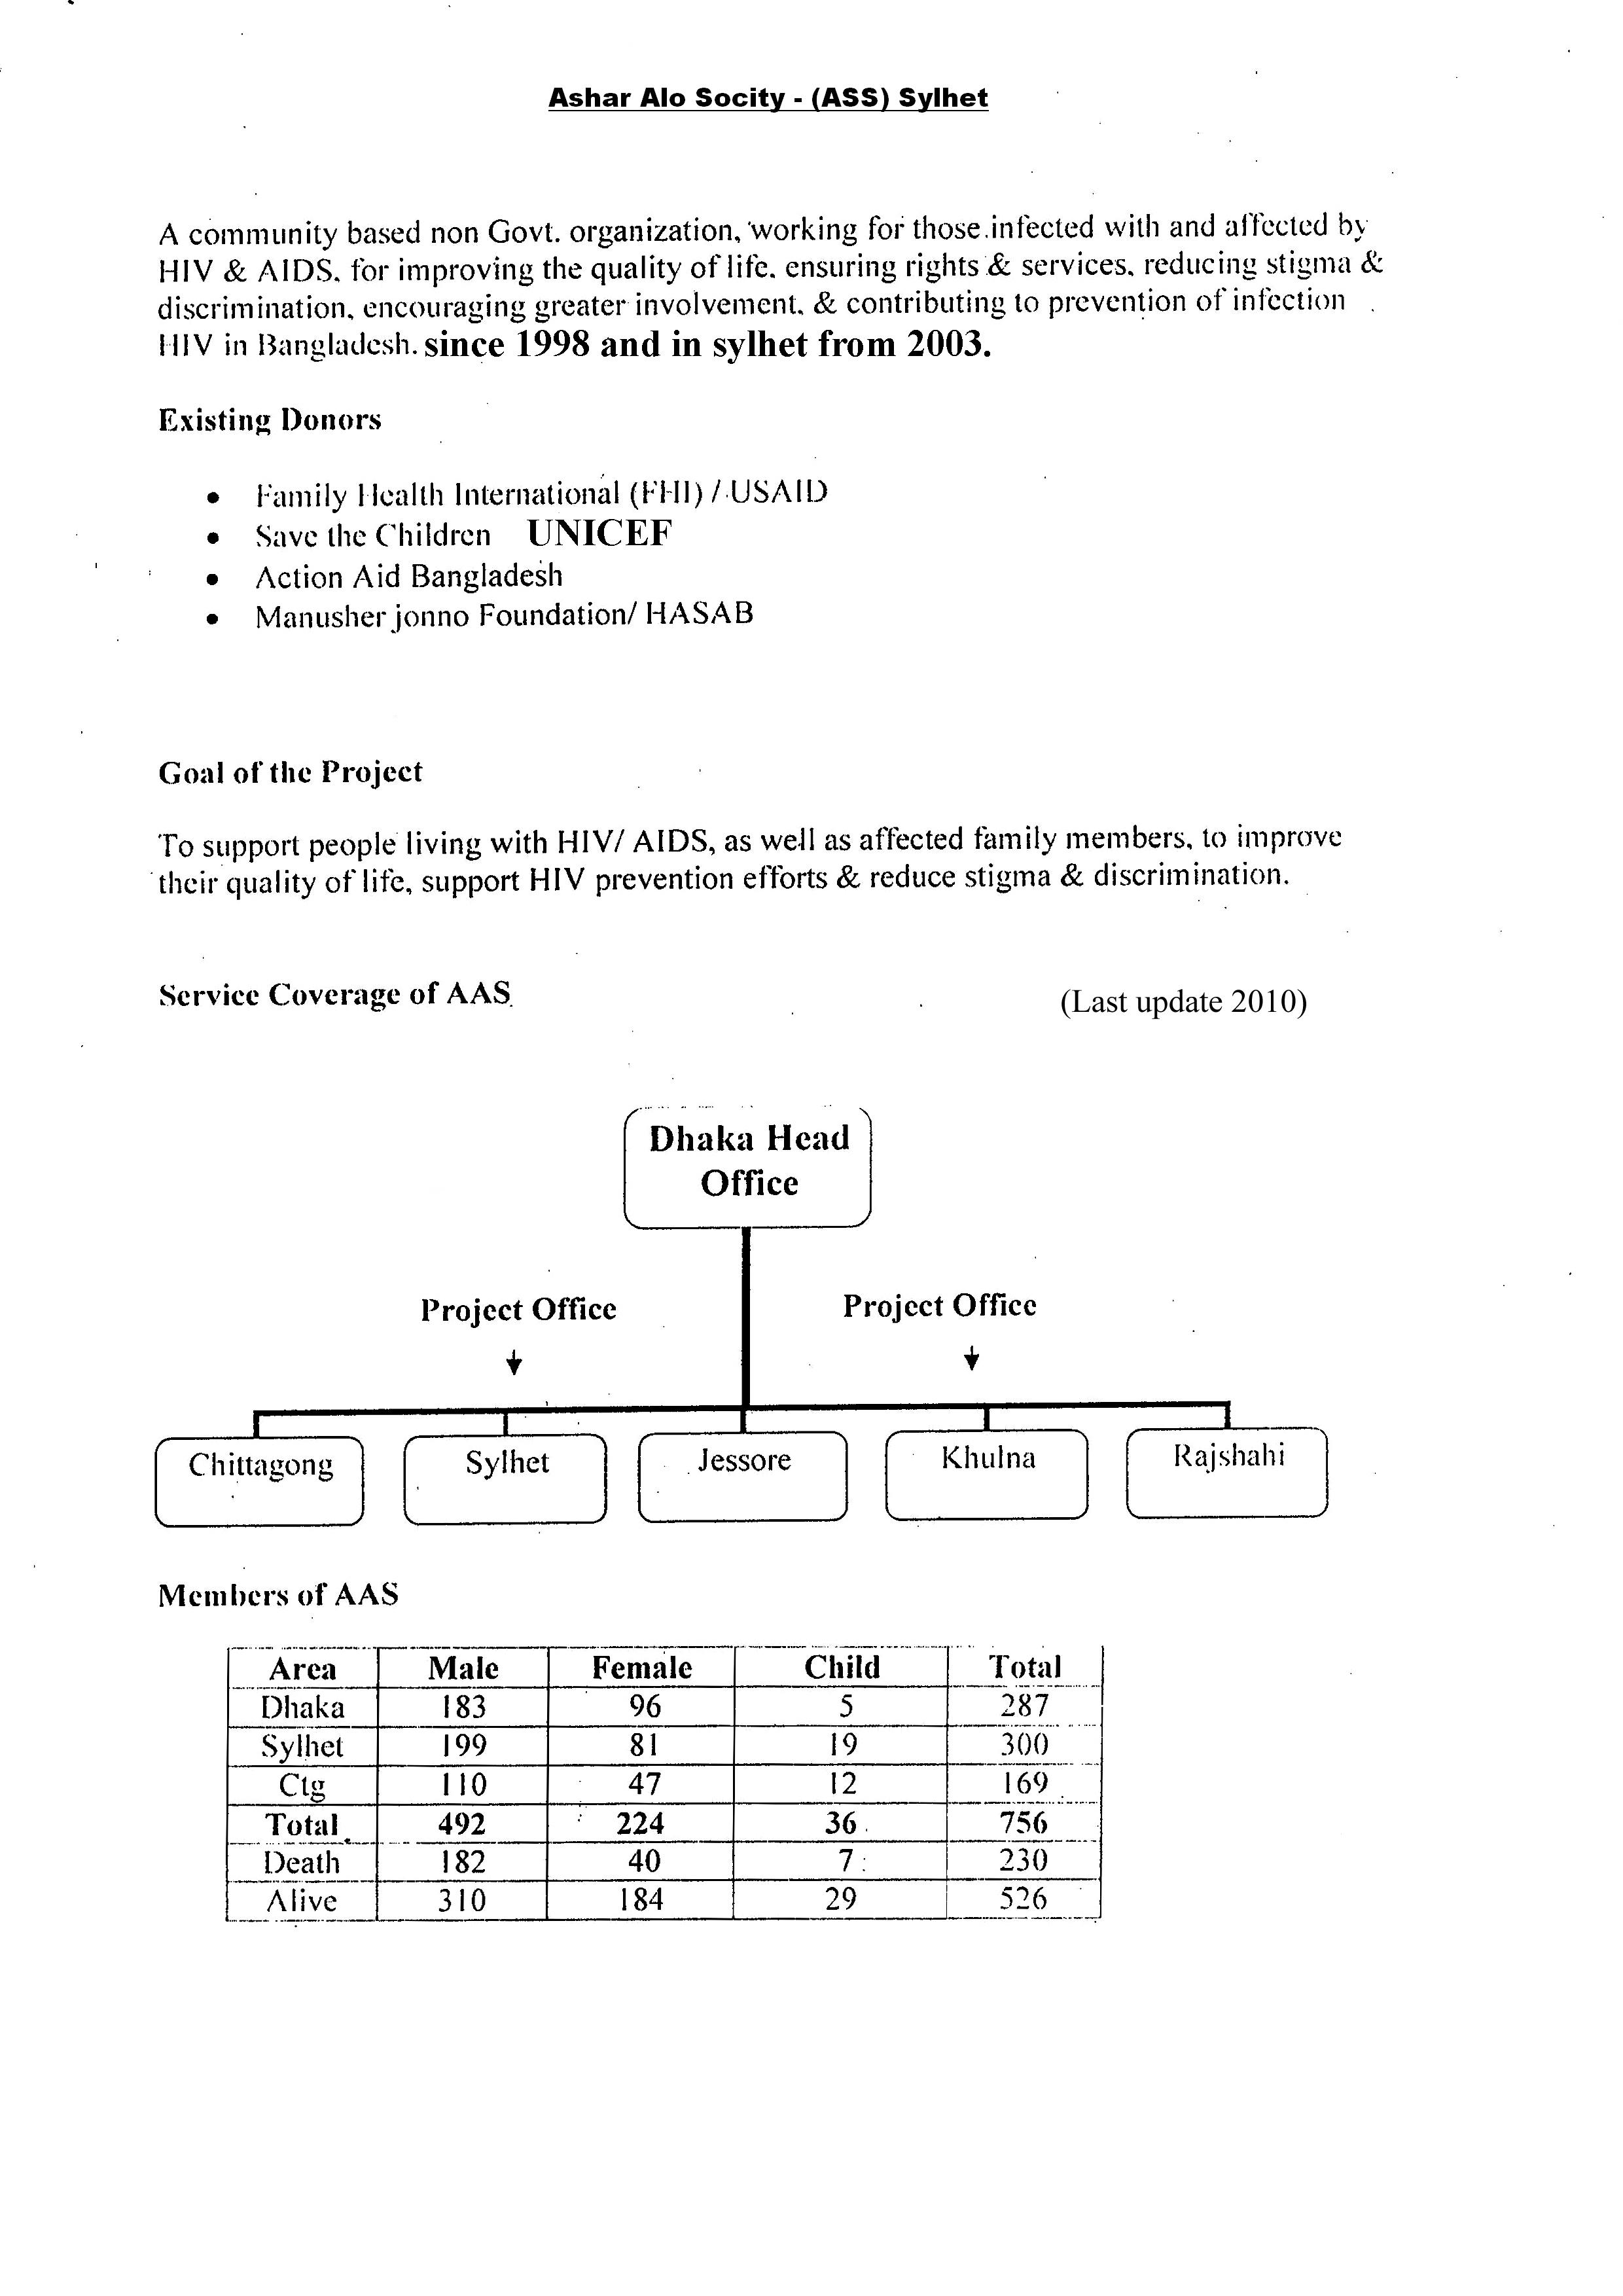 Ashar Alo Socity - (ASS) Sylhet
A community based non Govt. organization, working for those infected with and affected by
HIV & AIDS. for improving the quality of life. ensuring rights & services. reducing stigma &
discrimination, encouraging greater involvement. & contributing to prevention of infection
HIV in Bangladesh. since 1998 and in sylhet from 2003.
Existing Donors
• Family Health International (FHI) / USAID
• Save the Children UNICEF
• Action Aid Bangladesh
• Manusher jonno Foundation/ HASAB
Goal of the Project
To support people living with HIV/ AIDS, as well as affected family members, to improve
their quality of life, support HIV prevention efforts & reduce stigma & discrimination.
Service Coverage of AAS (Last update 2010)
Dhaka Head
Office
Project Office Project Office
Chittagong Sylhet Jessore Khulna Rajshahi
Members of AAS
Area Male Female Child Total
Dhaka 183 96 5 287
Sylhet 199 81 19 300
Ctg 110 47 12 169
Total 492 224 36 756
Death 182 40 7 230
Alive 310 184 29 526